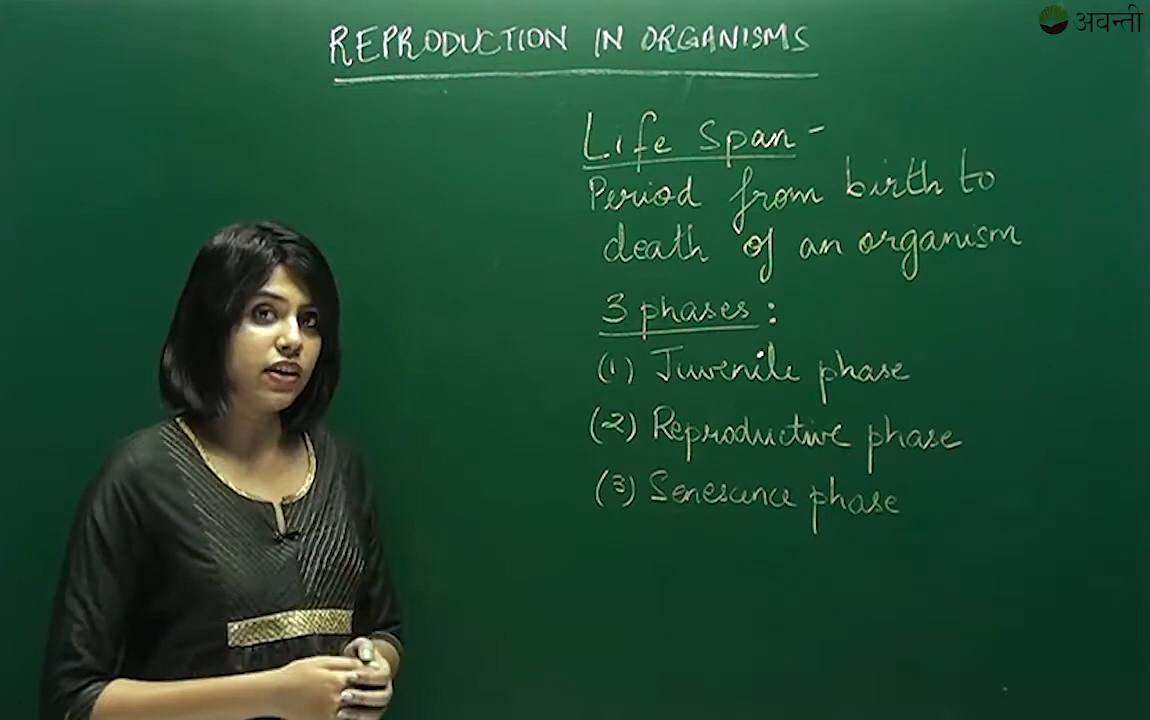 अवन्ती
REPRODUCTION IN ORGANISMS
Life Span -
Period from birth to
death of an organism
3 phases :
(1) Juvenile phase
(2) Reproductive phase
(3) Senescence phase